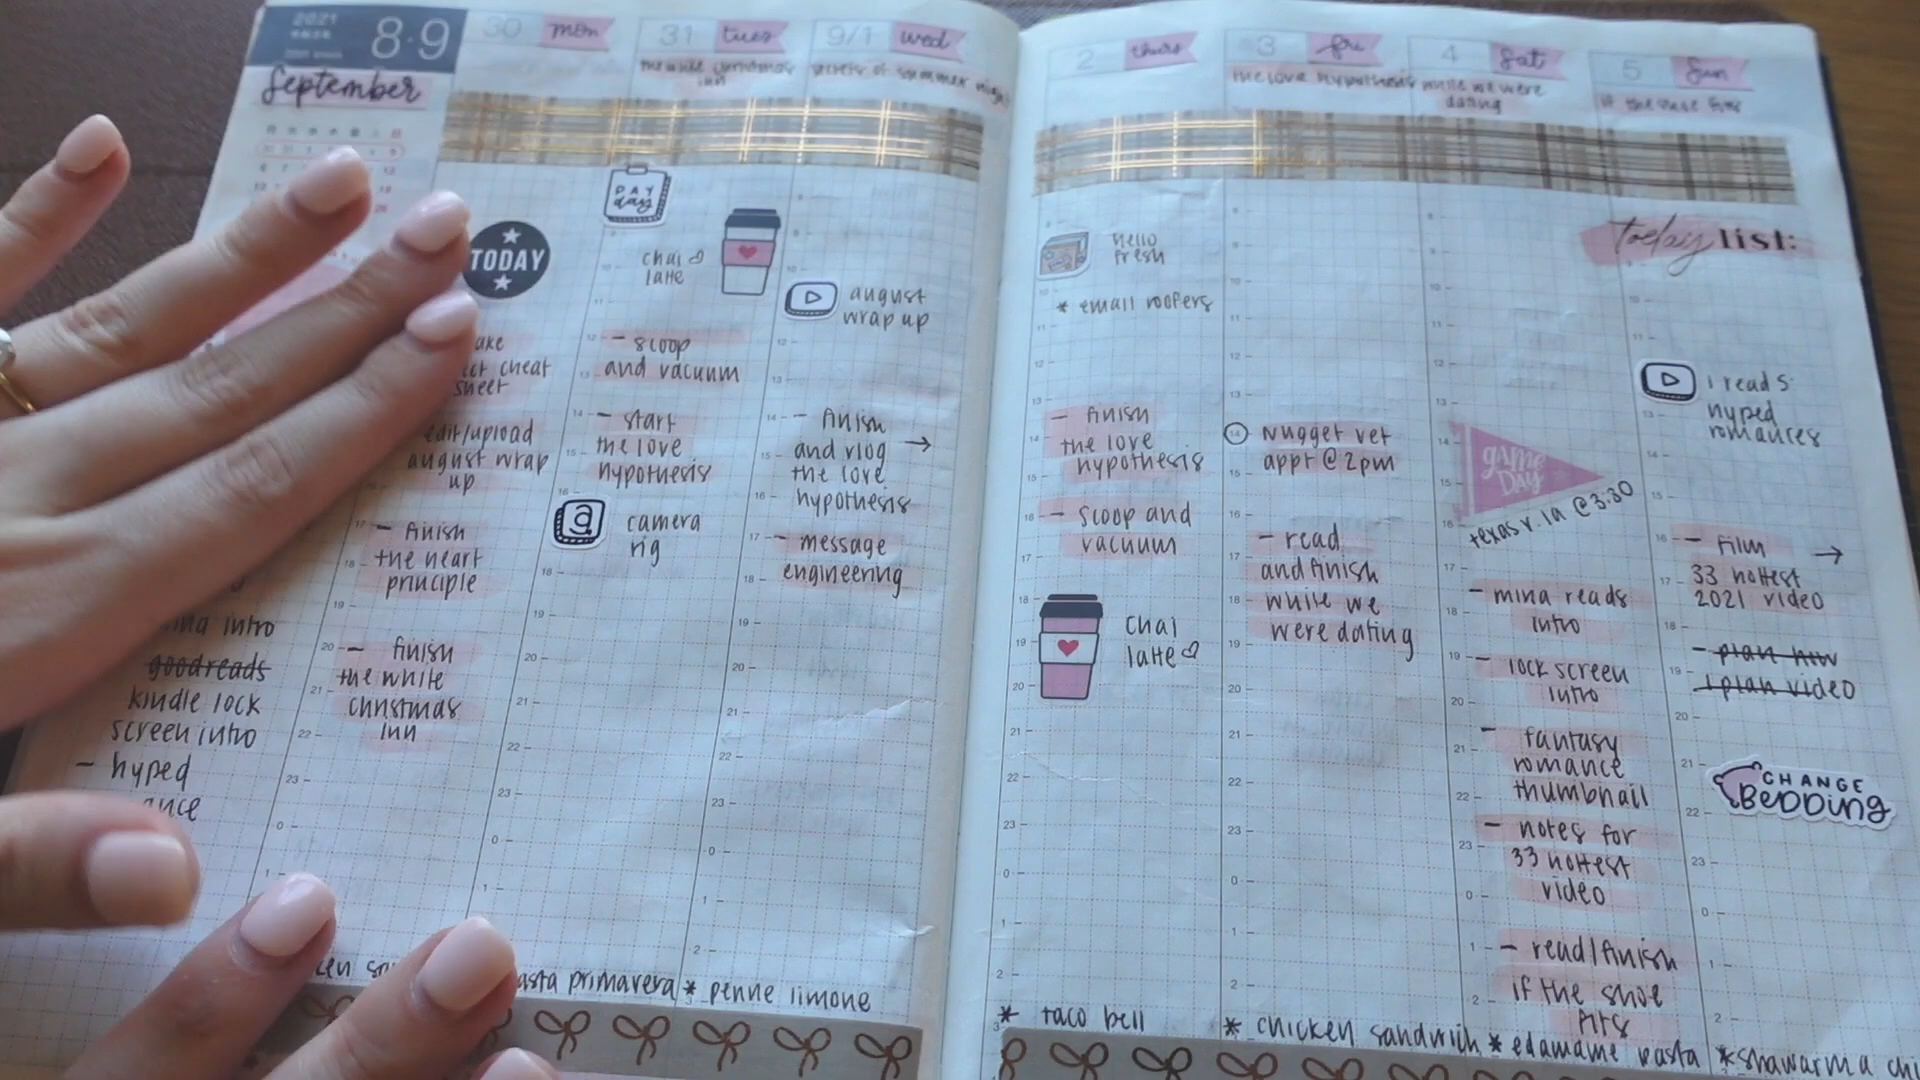 2021
8·9
September
30 mon
31 tues
9/1 wed
the white christmas
inn
secrets of summer
TODAY
cheat
sheet
edit/upload
august wrap
up
- finish
the heart
principle
- finish
the white
christmas
inn
intro
goodreads
kindle lock
screen intro
- hyped
PAY
day
chai
latte
- scoop
and vacuum
- start
the love
hypothesis
camera
rig
august
wrap up
- finish
and vlog →
the love
hypothesis
- message
engineering
pasta primavera
* penne limone
2 thurs
3 fri
4 Sat
5 Sun
the love hypothesis
while we were
dating
if the shoe fits
hello
fresh
* email roofers
- finish
the love
hypothesis
- scoop and
vacuum
chai
latte
* taco bell
14 nugget vet
appt @ 2pm
- read
and finish
while we
were dating
* chicken sandwich
game
DAY
texas v. la @ 3:30
- mina reads
intro
- lock screen
intro
- fantasy
romance
thumbnail
- notes for
33 hottest
video
- read/finish
if the shoe
fits
* edamame pasta
today list:
i read 5
hyped
romances
- film →
33 hottest
2021 video
- plan how
I plan video
CHANGE
BEDDING
* shawarma